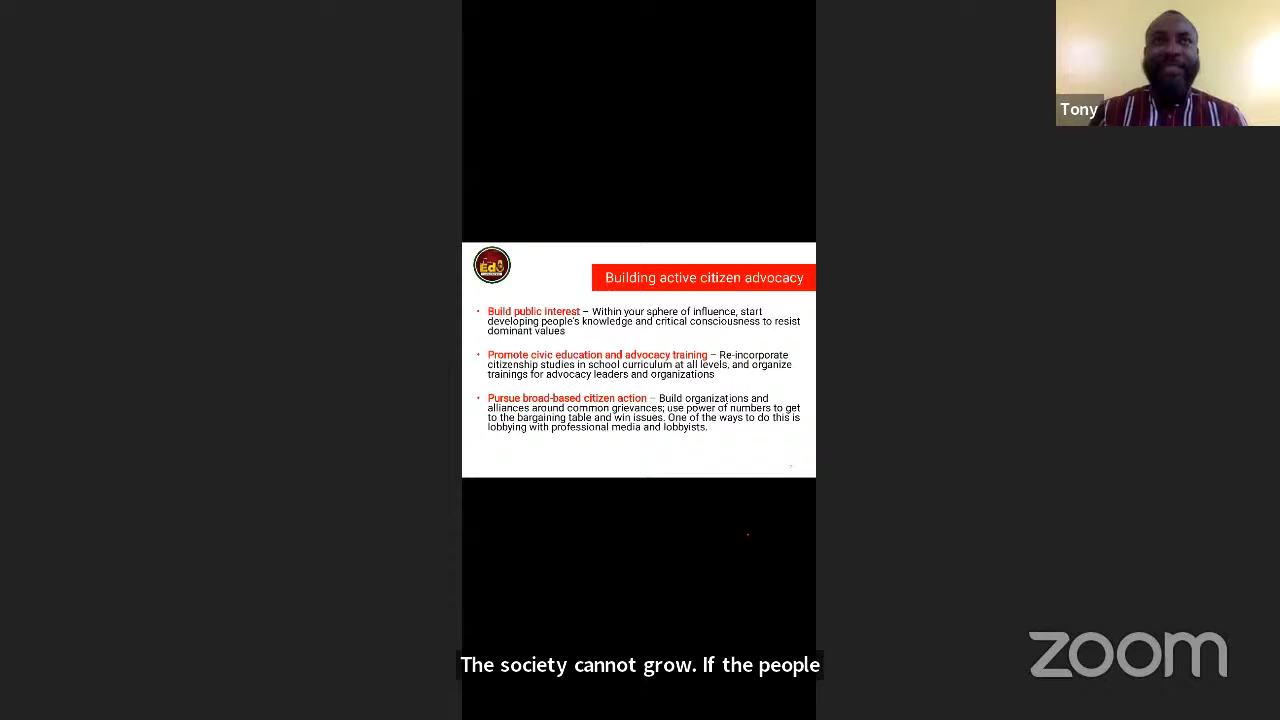 Tony
Edo
Building active citizen advocacy
• Build public interest – Within your sphere of influence, start
developing people's knowledge and critical consciousness to resist
dominant values
• Promote civic education and advocacy training – Re-incorporate
citizenship studies in school curriculum at all levels, and organize
trainings for advocacy leaders and organizations
• Pursue broad-based citizen action – Build organizations and
alliances around common grievances; use power of numbers to get
to the bargaining table and win issues. One of the ways to do this is
lobbying with professional media and lobbyists.
The society cannot grow. If the people
zoom